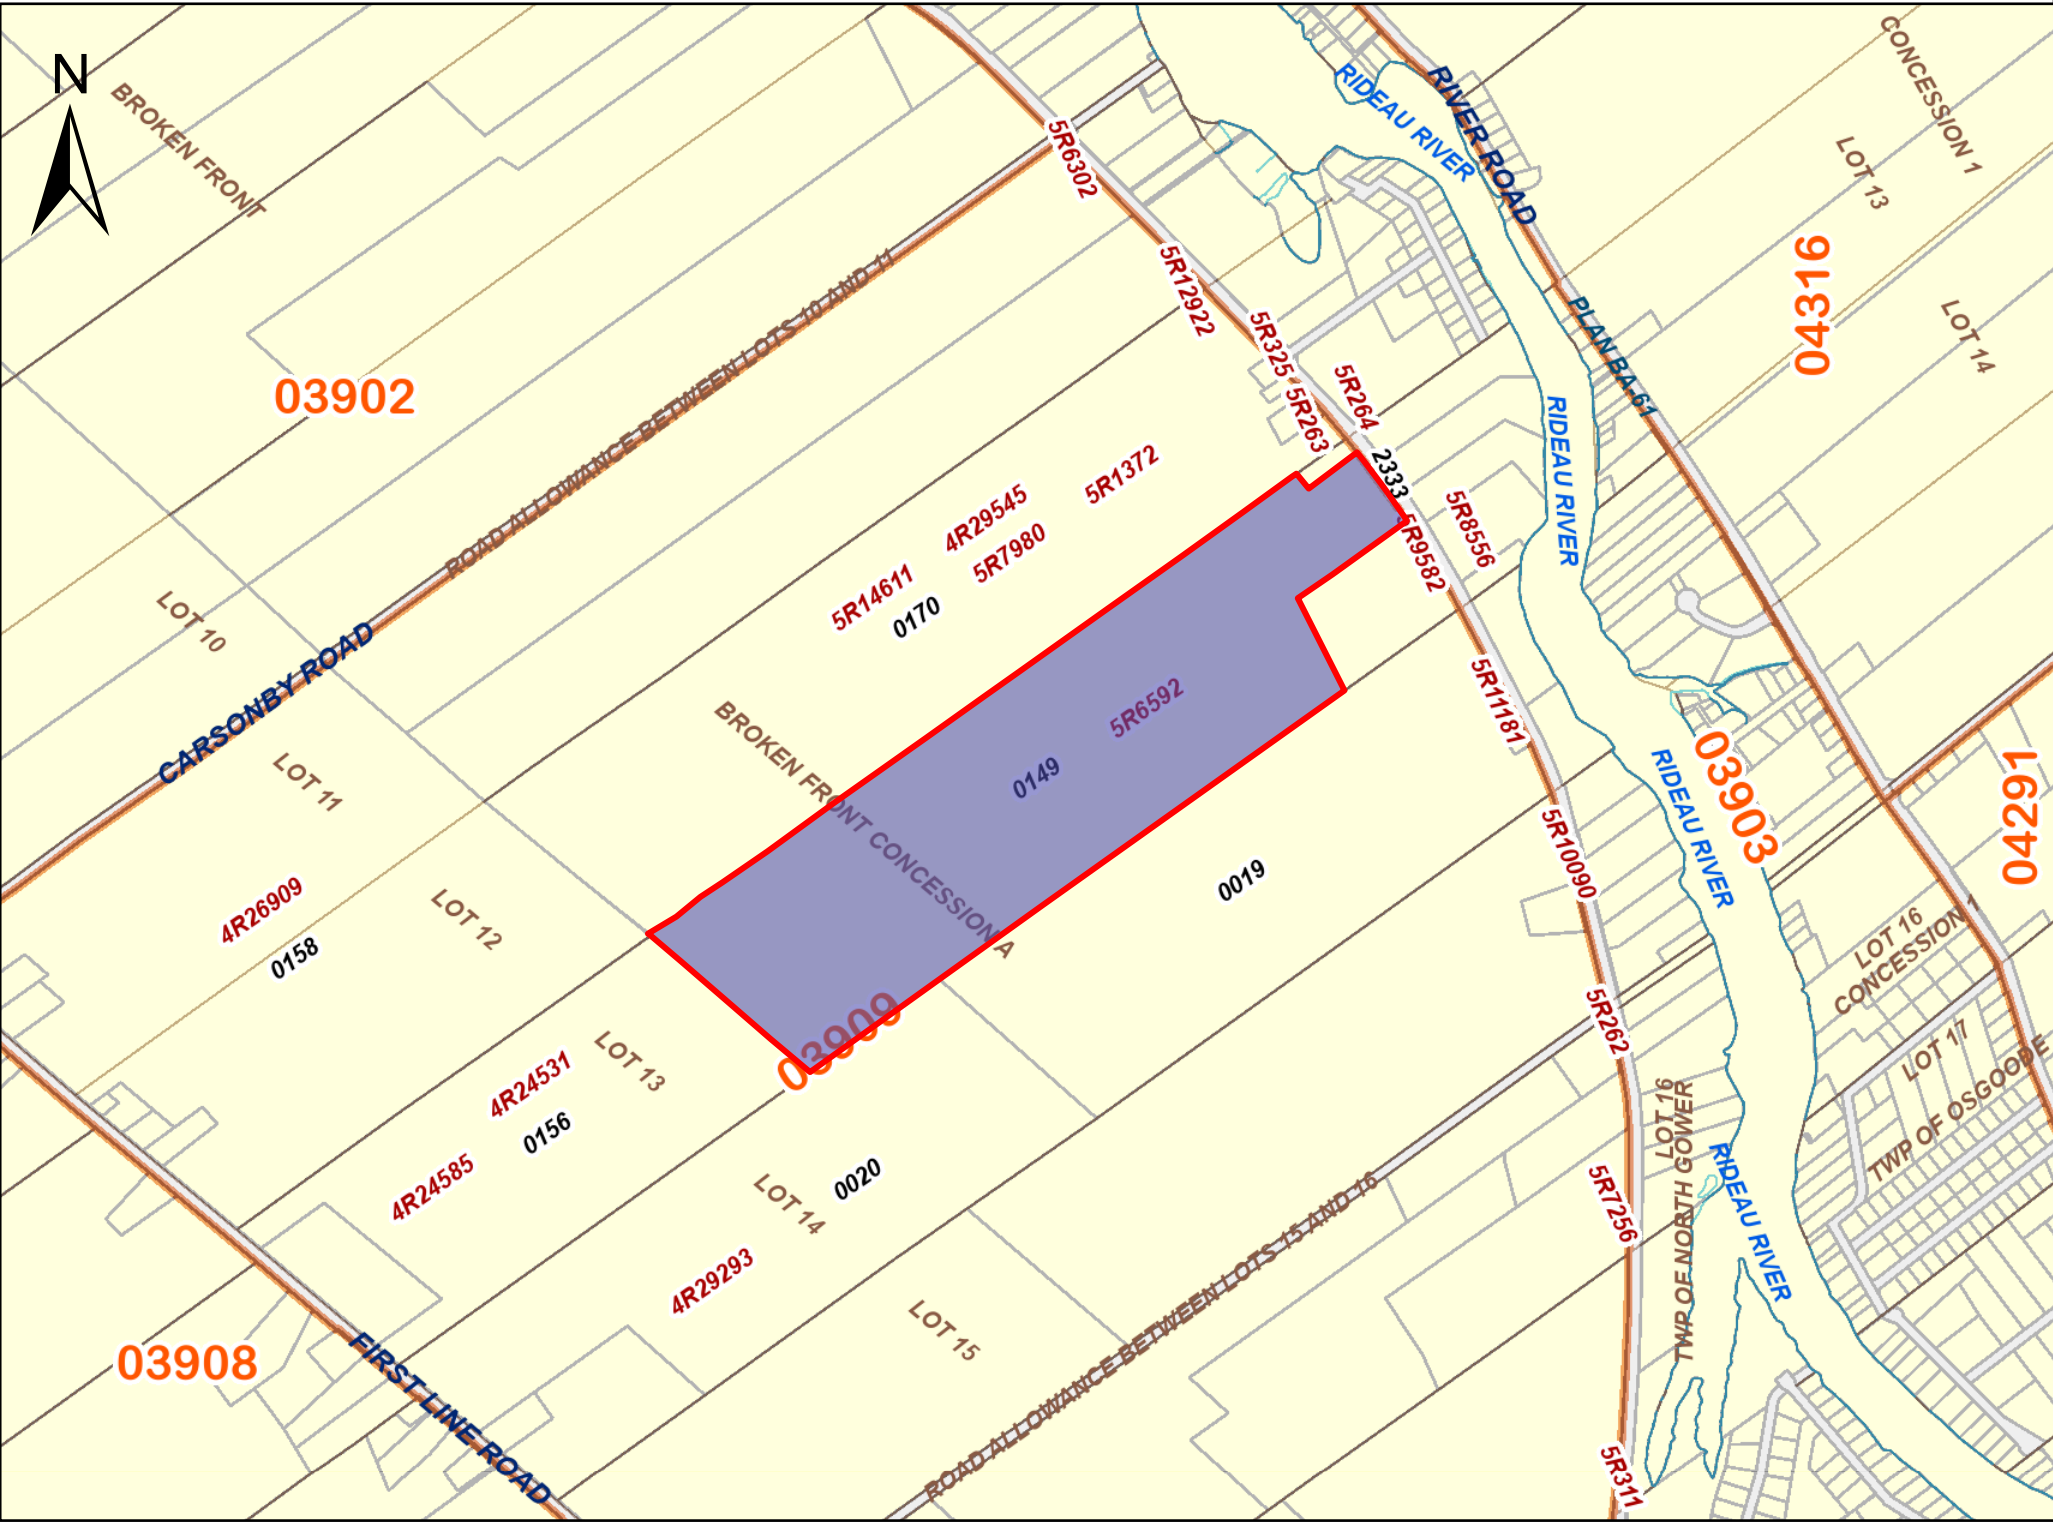 N
BROKEN FRONT
CONCESSION 1
RIVER ROAD
RIDEAU RIVER
LOT 13
5R6302
04316
5R12922
ROAD ALLOWANCE BETWEEN LOTS 10 AND 11
PLAN BA-61
LOT 14
5R325
5R264
03902
5R263
RIDEAU RIVER
2333
5R1372
4R29545
5R7980
5R8556
5R9582
5R14611
0170
LOT 10
CARSONBY ROAD
5R11181
5R6592
BROKEN FRONT CONCESSION A
0149
LOT 11
RIDEAU RIVER
03903
04291
5R10090
0019
4R26909
LOT 12
0158
LOT 16
CONCESSION 1
5R262
03909
LOT 13
4R24531
0156
LOT 17
TWP OF OSGOODE
LOT 16
TWP OF NORTH GOWER
4R24585
0020
LOT 14
5R7256
RIDEAU RIVER
4R29293
ROAD ALLOWANCE BETWEEN LOTS 15 AND 16
LOT 15
03908
FIRST LINE ROAD
5R311